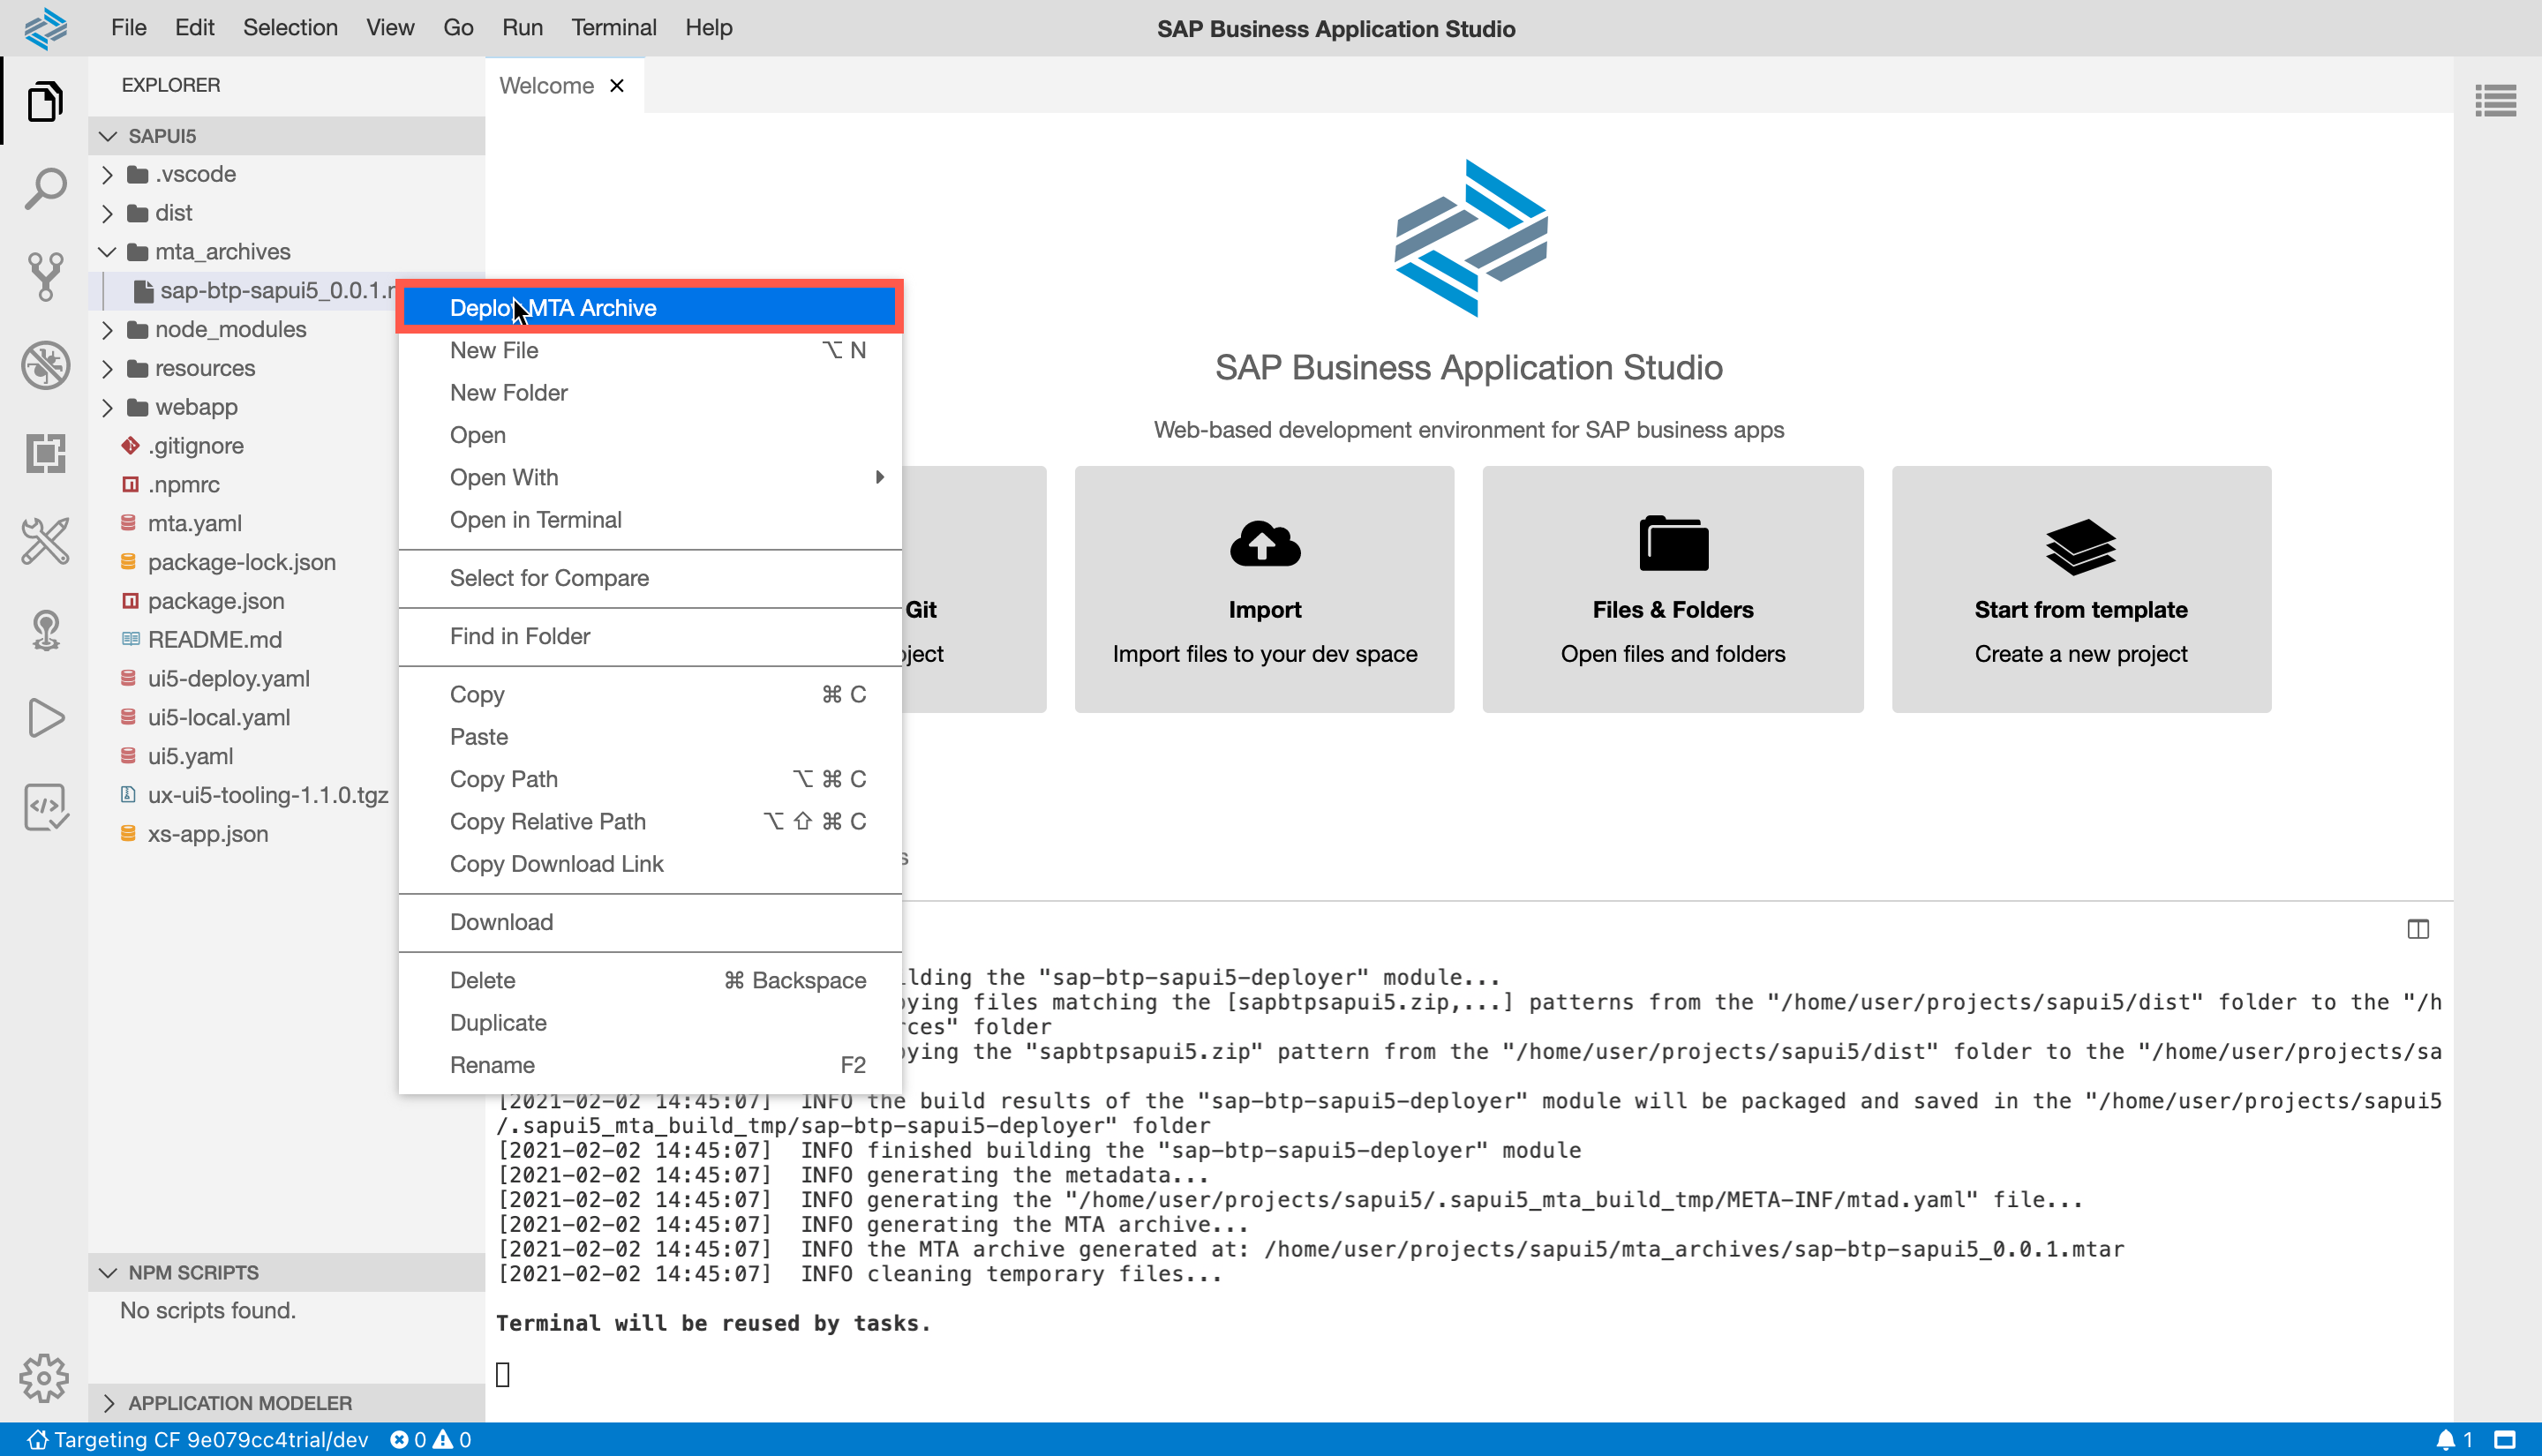 File Edit Selection View Go Run Terminal Help
SAP Business Application Studio
EXPLORER
SAPUI5
.vscode
dist
mta_archives
sap-btp-sapui5_0.0.1.
node_modules
resources
webapp
.gitignore
.npmrc
mta.yaml
package-lock.json
package.json
README.md
ui5-deploy.yaml
ui5-local.yaml
ui5.yaml
ux-ui5-tooling-1.1.0.tgz
xs-app.json
NPM SCRIPTS
No scripts found.
APPLICATION MODELER
Deploy MTA Archive
New File ⌥ N
New Folder
Open
Open With
Open in Terminal
Select for Compare
Find in Folder
Copy ⌘ C
Paste
Copy Path ⌥ ⌘ C
Copy Relative Path ⌥ ⇧ ⌘ C
Copy Download Link
Download
Delete ⌘ Backspace
Duplicate
Rename F2
Welcome
SAP Business Application Studio
Web-based development environment for SAP business apps
Git
ject
Import
Import files to your dev space
Files & Folders
Open files and folders
Start from template
Create a new project
s
lding the "sap-btp-sapui5-deployer" module...
ying files matching the [sapbtpsapui5.zip,...] patterns from the "/home/user/projects/sapui5/dist" folder to the "/h
ces" folder
ying the "sapbtpsapui5.zip" pattern from the "/home/user/projects/sapui5/dist" folder to the "/home/user/projects/sa
[2021-02-02 14:45:07] INFO the build results of the "sap-btp-sapui5-deployer" module will be packaged and saved in the "/home/user/projects/sapui5
/.sapui5_mta_build_tmp/sap-btp-sapui5-deployer" folder
[2021-02-02 14:45:07] INFO finished building the "sap-btp-sapui5-deployer" module
[2021-02-02 14:45:07] INFO generating the metadata...
[2021-02-02 14:45:07] INFO generating the "/home/user/projects/sapui5/.sapui5_mta_build_tmp/META-INF/mtad.yaml" file...
[2021-02-02 14:45:07] INFO generating the MTA archive...
[2021-02-02 14:45:07] INFO the MTA archive generated at: /home/user/projects/sapui5/mta_archives/sap-btp-sapui5_0.0.1.mtar
[2021-02-02 14:45:07] INFO cleaning temporary files...
Terminal will be reused by tasks.
Targeting CF 9e079cc4trial/dev 0 0 1